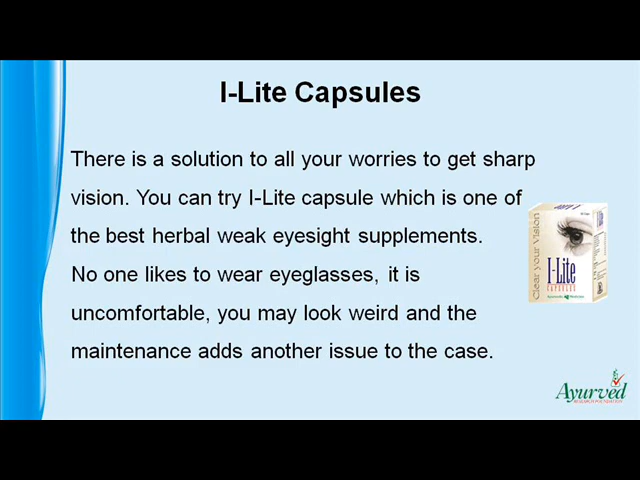 I-Lite Capsules
There is a solution to all your worries to get sharp
vision. You can try I-Lite capsule which is one of
the best herbal weak eyesight supplements.
No one likes to wear eyeglasses, it is
uncomfortable, you may look weird and the
maintenance adds another issue to the case.
Clear your Vision
I-Lite
CAPSULES
Ayurved
RESEARCH FOUNDATION